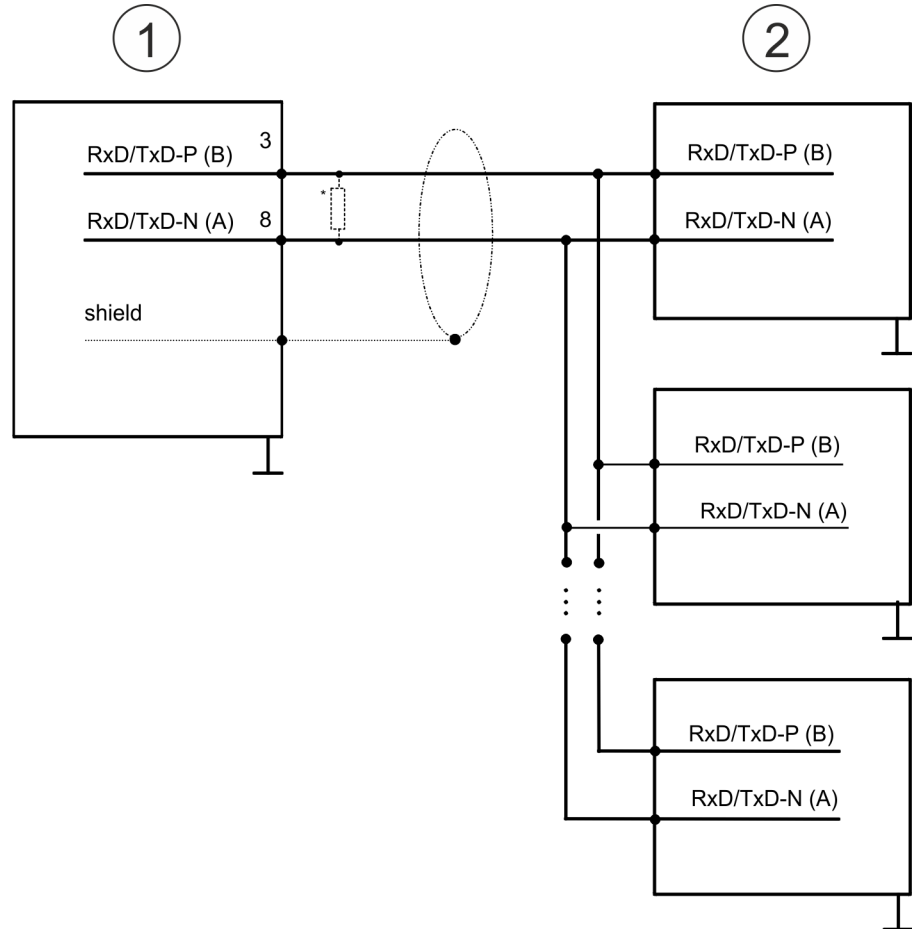 1
2
RxD/TxD-P (B)
3
RxD/TxD-N (A)
8
*
shield
RxD/TxD-P (B)
RxD/TxD-N (A)
RxD/TxD-P (B)
RxD/TxD-N (A)
RxD/TxD-P (B)
RxD/TxD-N (A)